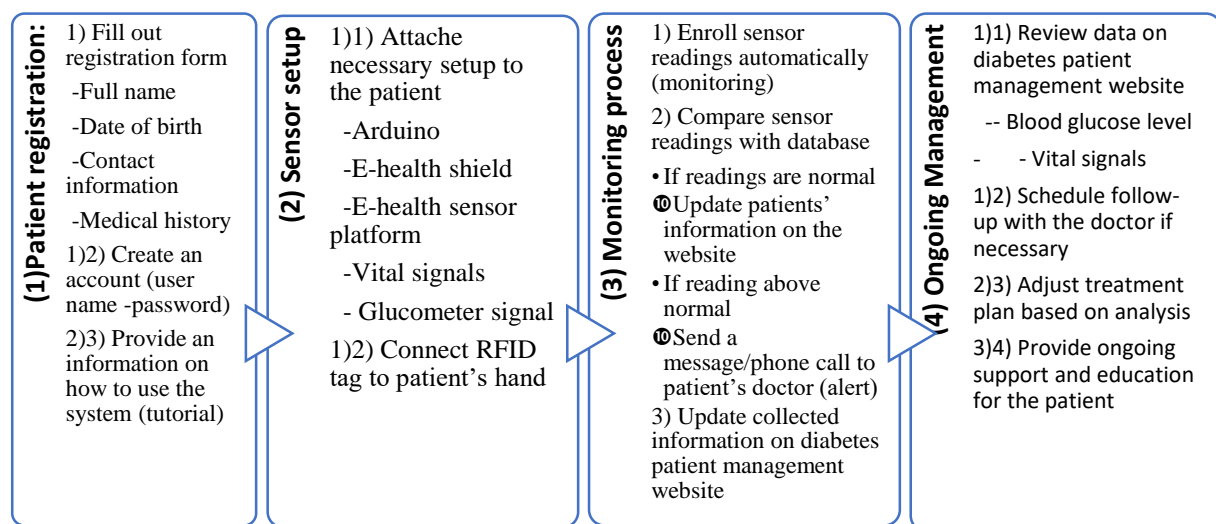 (1)Patient registration:
1) Fill out
registration form
-Full name
-Date of birth
-Contact
information
-Medical history
1)2) Create an
account (user
name -password)
2)3) Provide an
information on
how to use the
system (tutorial)
(2) Sensor setup
1)1) Attache
necessary setup to
the patient
-Arduino
-E-health shield
-E-health sensor
platform
-Vital signals
- Glucometer signal
1)2) Connect RFID
tag to patient’s hand
(3) Monitoring process
1) Enroll sensor
readings automatically
(monitoring)
2) Compare sensor
readings with database
• If readings are normal
❿Update patients’
information on the
website
• If reading above
normal
❿Send a
message/phone call to
patient’s doctor (alert)
3) Update collected
information on diabetes
patient management
website
(4) Ongoing Management
1)1) Review data on
diabetes patient
management website
-- Blood glucose level
- - Vital signals
1)2) Schedule follow-
up with the doctor if
necessary
2)3) Adjust treatment
plan based on analysis
3)4) Provide ongoing
support and education
for the patient